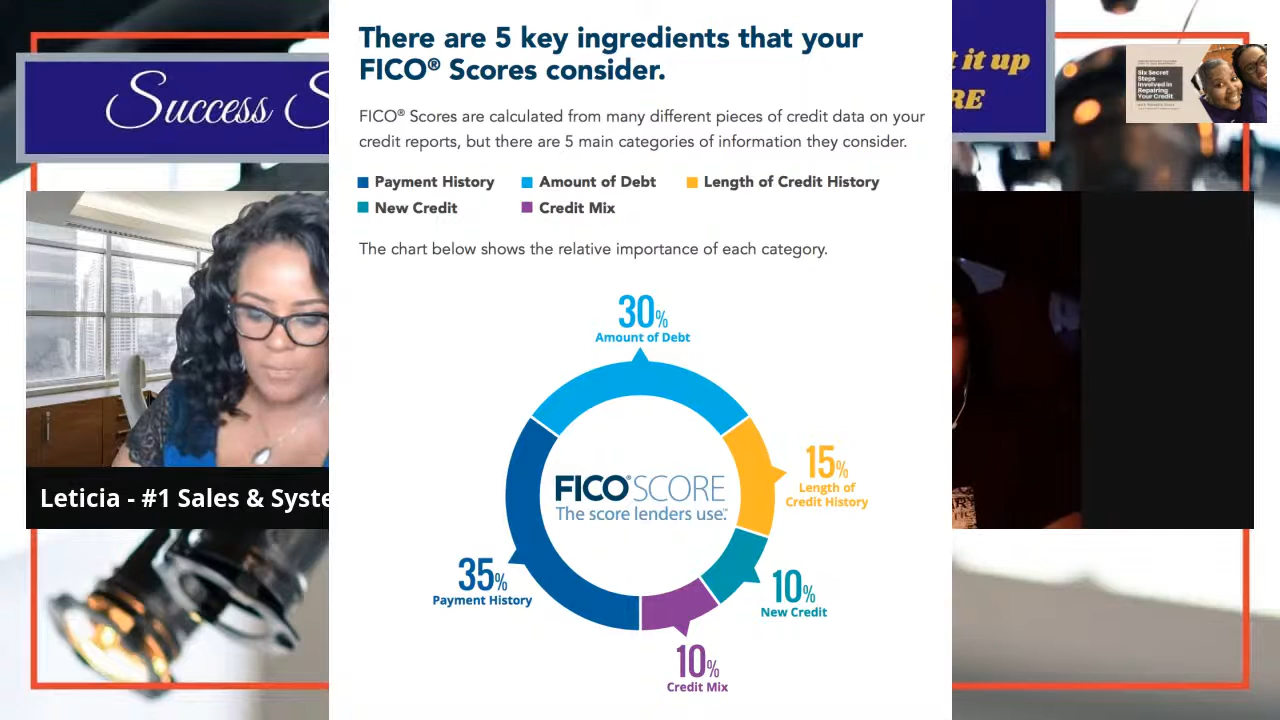 There are 5 key ingredients that your
FICO® Scores consider.
FICO® Scores are calculated from many different pieces of credit data on your
credit reports, but there are 5 main categories of information they consider.
Payment History
Amount of Debt
Length of Credit History
New Credit
Credit Mix
The chart below shows the relative importance of each category.
30%
Amount of Debt
15%
Length of
Credit History
FICO® SCORE
The score lenders use.™
35%
Payment History
10%
New Credit
10%
Credit Mix
Success S
t it up
RE
Six Secret
Steps
Involved in
Repairing
Your Credit
Leticia - #1 Sales & Syste